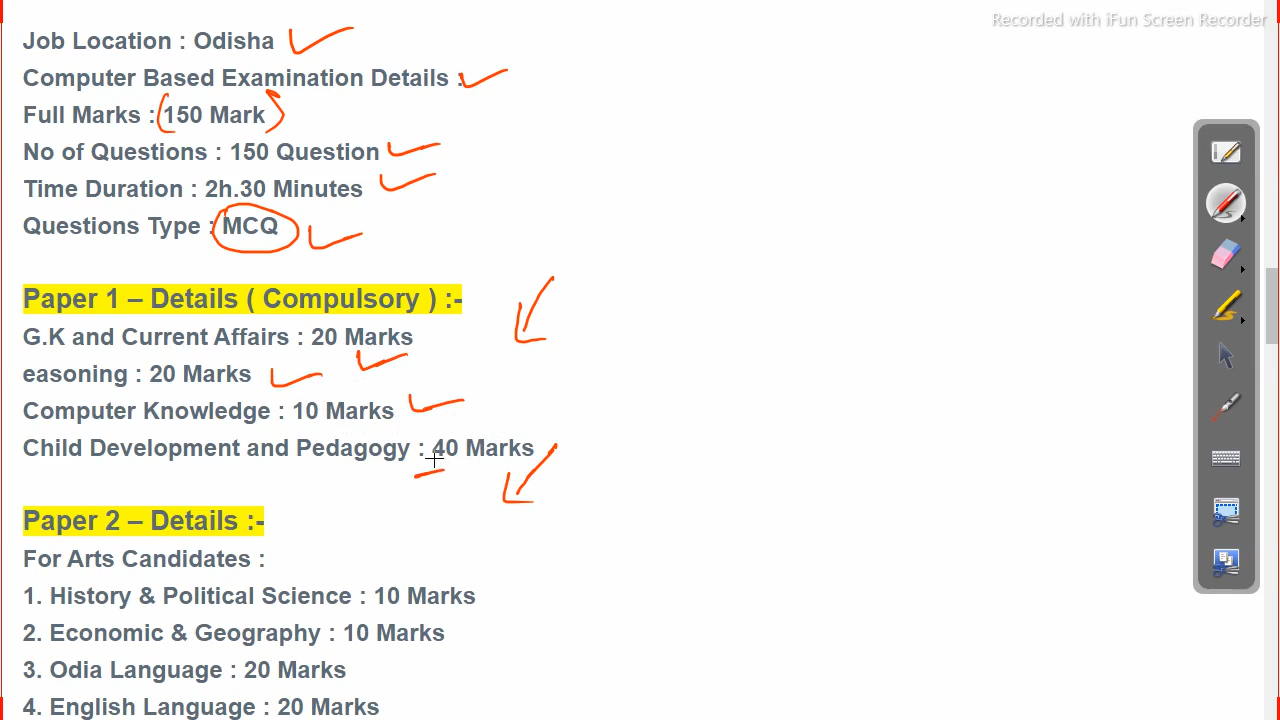 Recorded with iFun Screen Recorder
Job Location : Odisha
Computer Based Examination Details :
Full Marks : 150 Mark
No of Questions : 150 Question
Time Duration : 2h.30 Minutes
Questions Type : MCQ
Paper 1 – Details ( Compulsory ) :-
G.K and Current Affairs : 20 Marks
easoning : 20 Marks
Computer Knowledge : 10 Marks
Child Development and Pedagogy : 40 Marks
Paper 2 – Details :-
For Arts Candidates :
1. History & Political Science : 10 Marks
2. Economic & Geography : 10 Marks
3. Odia Language : 20 Marks
4. English Language : 20 Marks